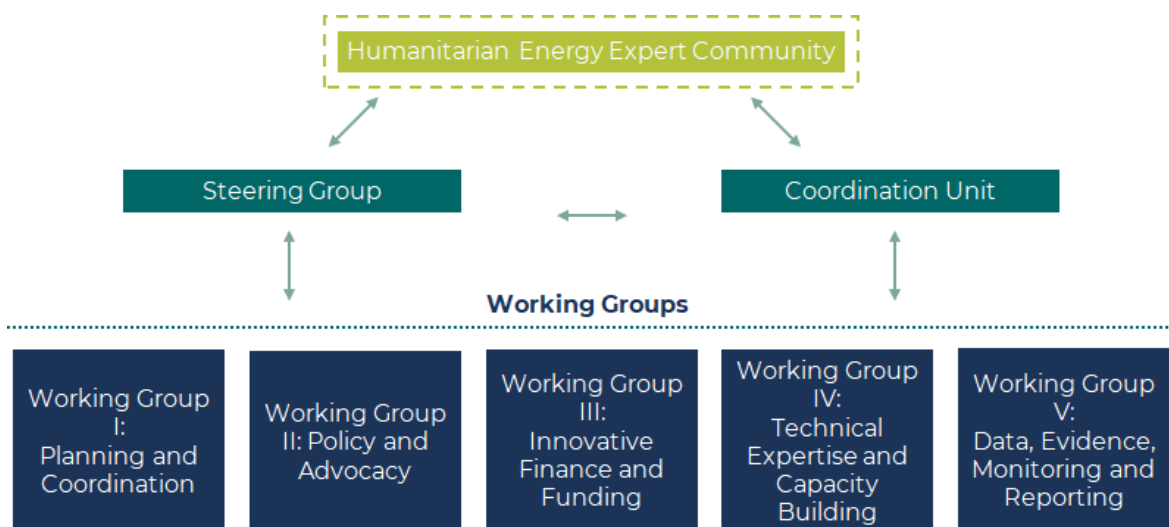 Humanitarian Energy Expert Community
Steering Group
Coordination Unit
Working Groups
Working Group
I:
Planning and
Coordination
Working Group
II: Policy and
Advocacy
Working Group
III:
Innovative
Finance and
Funding
Working Group
IV:
Technical
Expertise and
Capacity
Building
Working Group
V:
Data, Evidence,
Monitoring and
Reporting